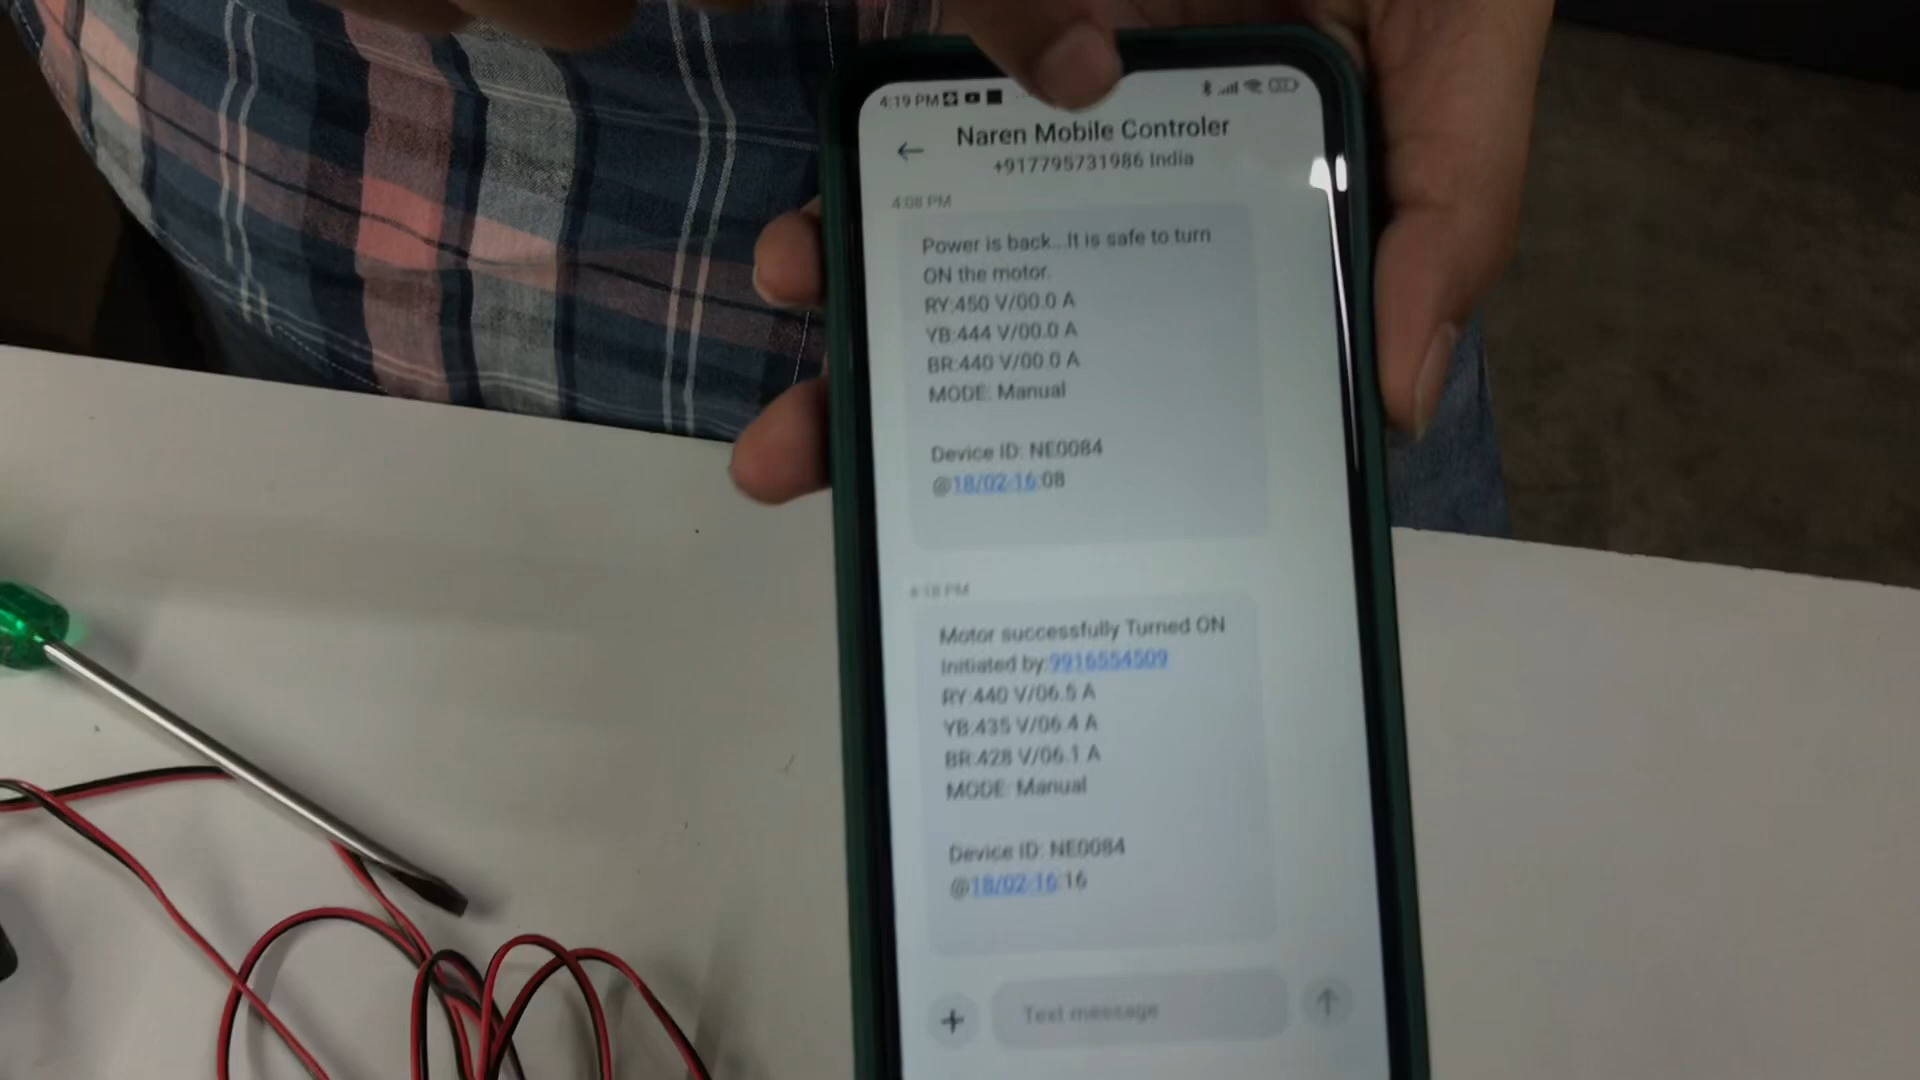 4:19 PM
Naren Mobile Controler
+917795731986 India
4:08 PM
Power is back...It is safe to turn
ON the motor.
RY:450 V/00.0 A
YB:444 V/00.0 A
BR:440 V/00.0 A
MODE: Manual
Device ID: NE0084
@18/02-16:08
4:18 PM
Motor successfully Turned ON
Initiated by:9916554509
RY:440 V/06.5 A
YB:435 V/06.4 A
BR:428 V/06.1 A
MODE: Manual
Device ID: NE0084
@18/02-16:16
Text message